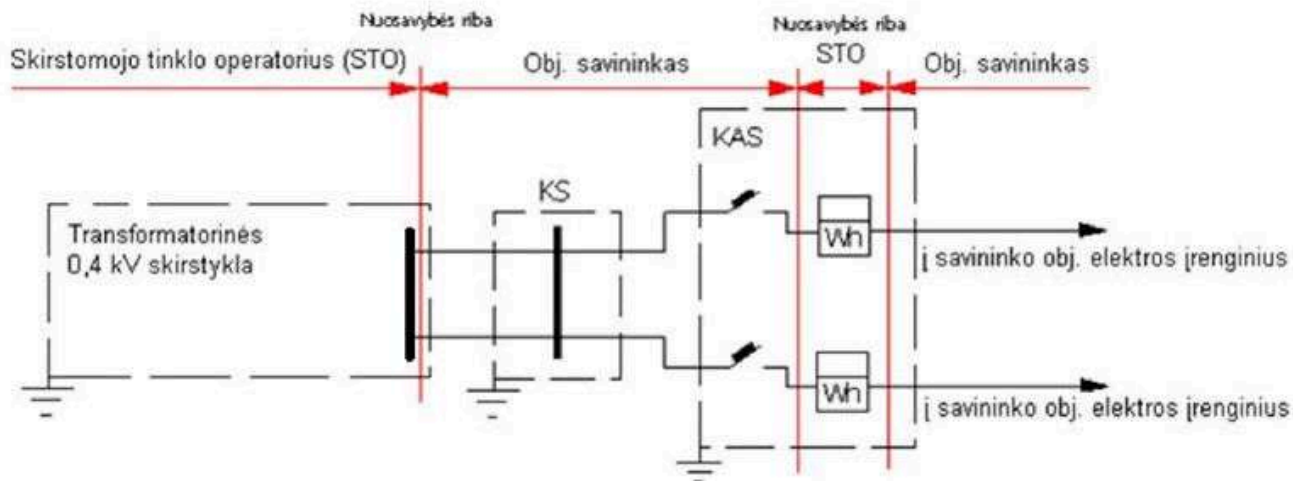 Nuosavybės riba
Nuosavybės riba
Skirstomojo tinklo operatorius (STO)
Obj. savininkas
STO
Obj. savininkas
KAS
KS
Transformatorinės
0,4 kV skirstykla
Wh
į savininko obj. elektros įrenginius
Wh
į savininko obj. elektros įrenginius